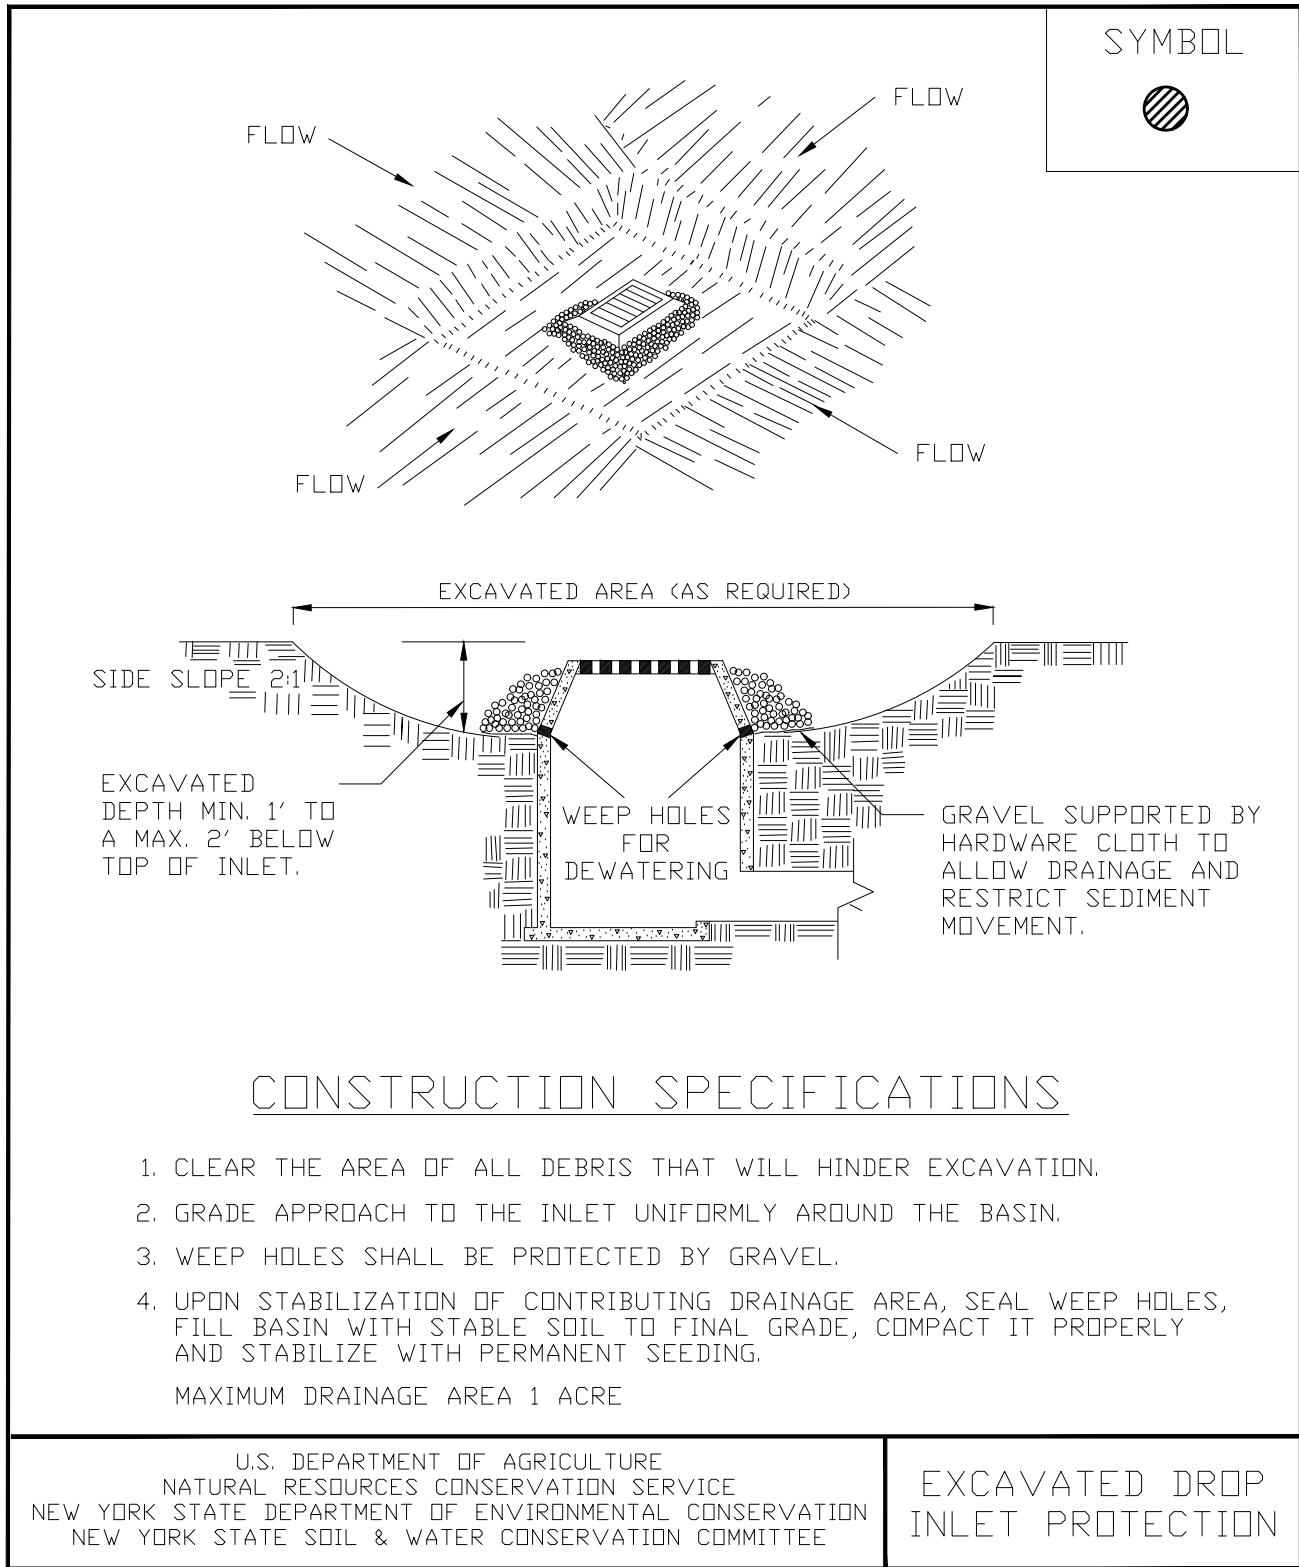 SYMBOL
FLOW
FLOW
FLOW
FLOW
EXCAVATED AREA (AS REQUIRED)
SIDE SLOPE 2:1
EXCAVATED
DEPTH MIN. 1' TO
A MAX. 2' BELOW
TOP OF INLET.
WEEP HOLES
FOR
DEWATERING
GRAVEL SUPPORTED BY
HARDWARE CLOTH TO
ALLOW DRAINAGE AND
RESTRICT SEDIMENT
MOVEMENT.
CONSTRUCTION SPECIFICATIONS
1. CLEAR THE AREA OF ALL DEBRIS THAT WILL HINDER EXCAVATION.
2. GRADE APPROACH TO THE INLET UNIFORMLY AROUND THE BASIN.
3. WEEP HOLES SHALL BE PROTECTED BY GRAVEL.
4. UPON STABILIZATION OF CONTRIBUTING DRAINAGE AREA, SEAL WEEP HOLES,
FILL BASIN WITH STABLE SOIL TO FINAL GRADE, COMPACT IT PROPERLY
AND STABILIZE WITH PERMANENT SEEDING.
MAXIMUM DRAINAGE AREA 1 ACRE
U.S. DEPARTMENT OF AGRICULTURE
NATURAL RESOURCES CONSERVATION SERVICE
NEW YORK STATE DEPARTMENT OF ENVIRONMENTAL CONSERVATION
NEW YORK STATE SOIL & WATER CONSERVATION COMMITTEE
EXCAVATED DROP
INLET PROTECTION